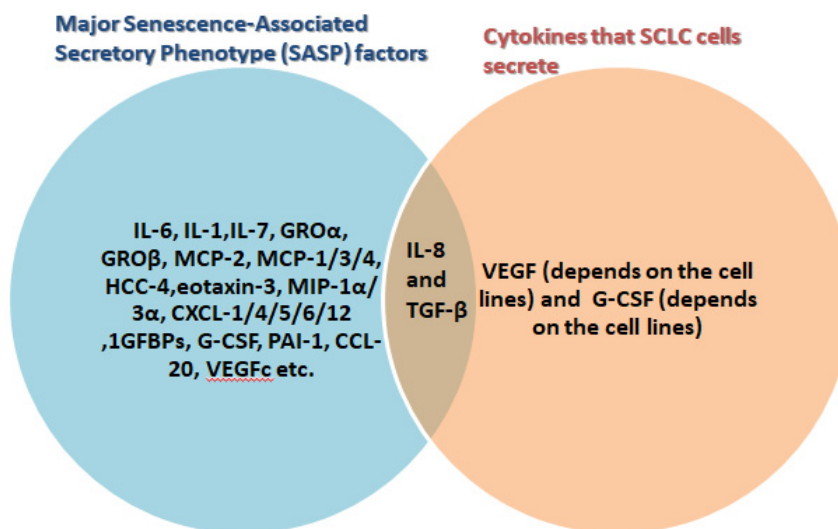 Major Senescence-Associated
Secretory Phenotype (SASP) factors
Cytokines that SCLC cells
secrete
IL-6, IL-1,IL-7, GROα,
GROβ, MCP-2, MCP-1/3/4,
HCC-4,eotaxin-3, MIP-1α/
3α, CXCL-1/4/5/6/12
,1GFBPs, G-CSF, PAI-1, CCL-
20, VEGFc etc.
IL-8
and
TGF-β
VEGF (depends on the cell
lines) and G-CSF (depends
on the cell lines)